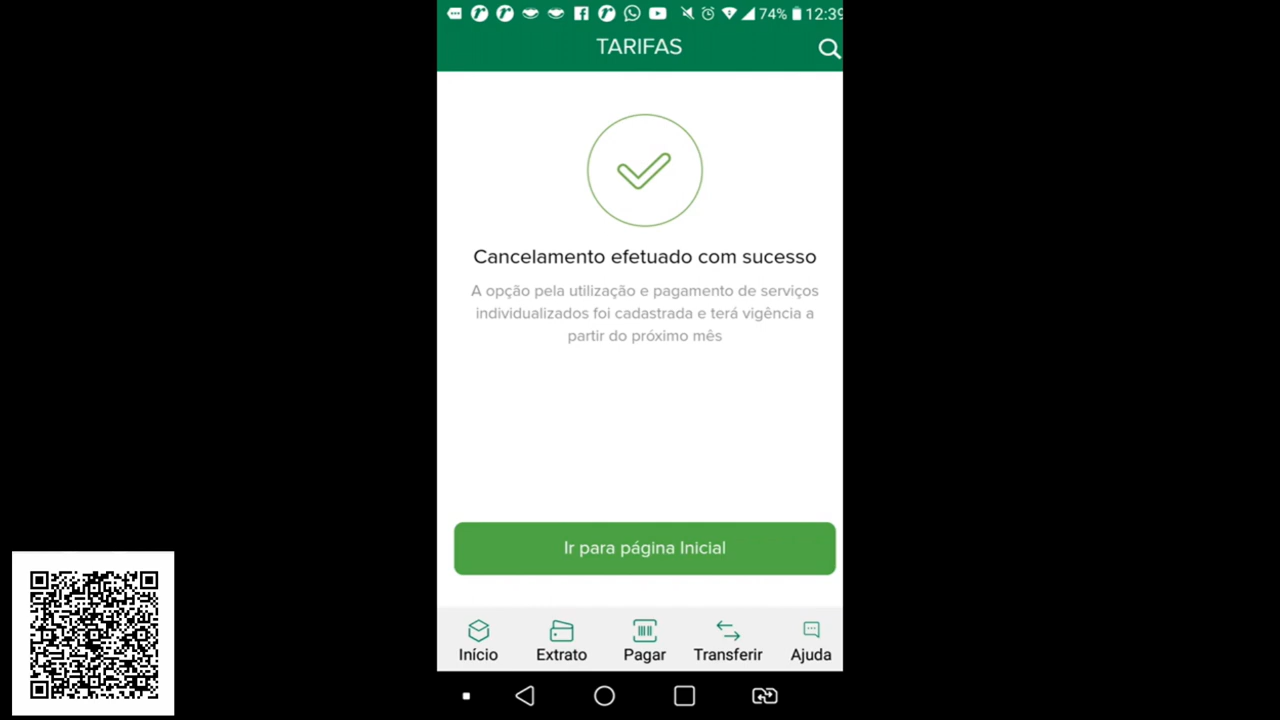 74% 12:39
TARIFAS
Cancelamento efetuado com sucesso
A opção pela utilização e pagamento de serviços
individualizados foi cadastrada e terá vigência a
partir do próximo mês
Ir para página Inicial
Início Extrato Pagar Transferir Ajuda